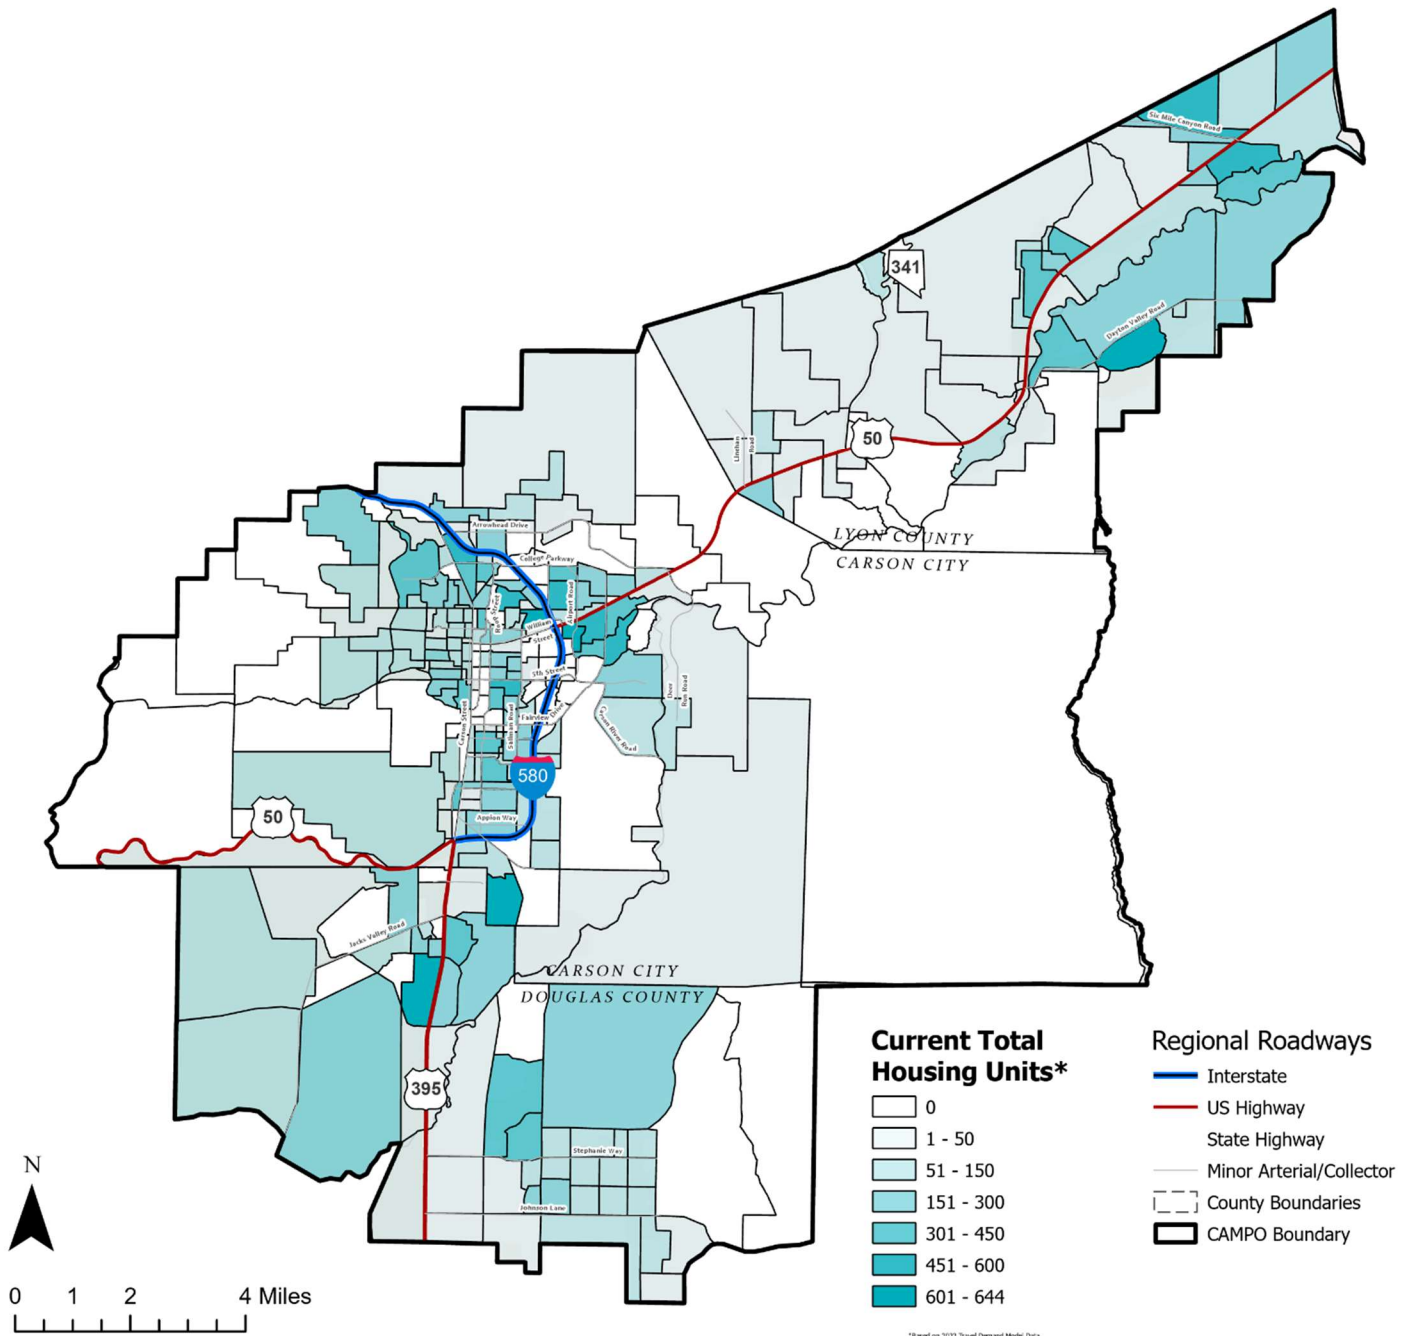 Six Mile Canyon Road
341
Dayton Valley Road
50
Linehan
Road
LYON COUNTY
CARSON CITY
Arrowhead Drive
College Parkway
Airport Road
Roop Street
William
Street
5th Street
Carson Street
Saliman Road
Fairview Drive
Carson River Road
Deer
Run Road
580
50
Appion Way
Jacks Valley Road
CARSON CITY
DOUGLAS COUNTY
395
Stephanie Way
Johnson Lane
N
0 1 2 4 Miles
Current Total
Housing Units*
0
1 - 50
51 - 150
151 - 300
301 - 450
451 - 600
601 - 644
Regional Roadways
Interstate
US Highway
State Highway
Minor Arterial/Collector
County Boundaries
CAMPO Boundary